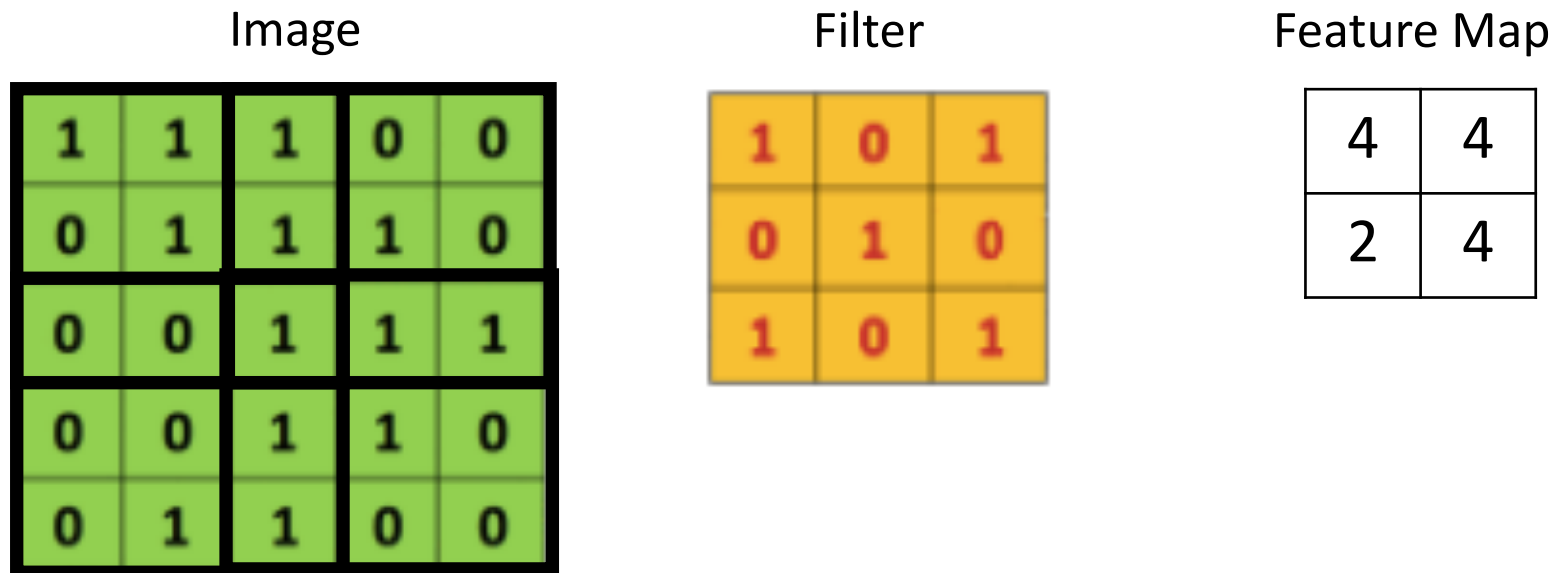 Image
Filter
Feature Map
1 1 1 0 0
0 1 1 1 0
0 0 1 1 1
0 0 1 1 0
0 1 1 0 0
1 0 1
0 1 0
1 0 1
4 4
2 4